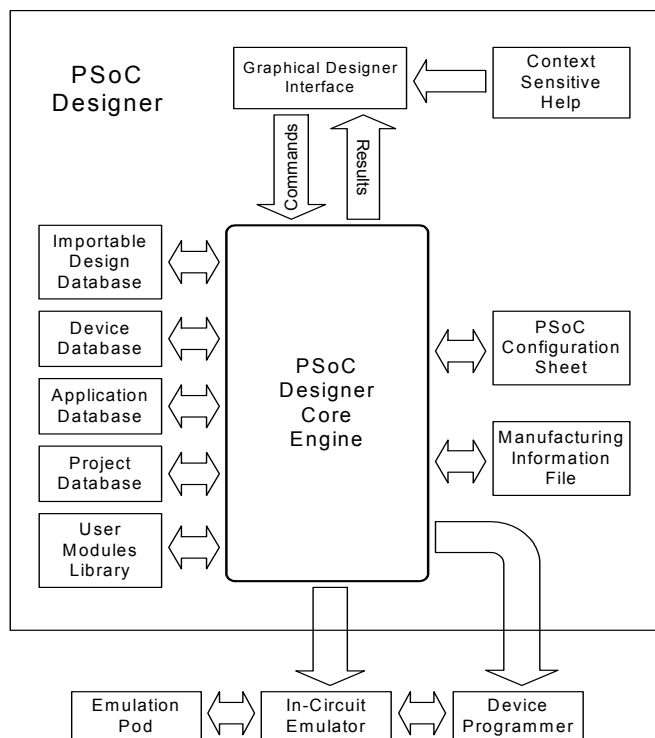 PSoC
Designer
Graphical Designer
Interface
Context
Sensitive
Help
Commands
Results
Importable
Design
Database
Device
Database
Application
Database
Project
Database
User
Modules
Library
PSoC
Designer
Core
Engine
PSoC
Configuration
Sheet
Manufacturing
Information
File
Emulation
Pod
In-Circuit
Emulator
Device
Programmer